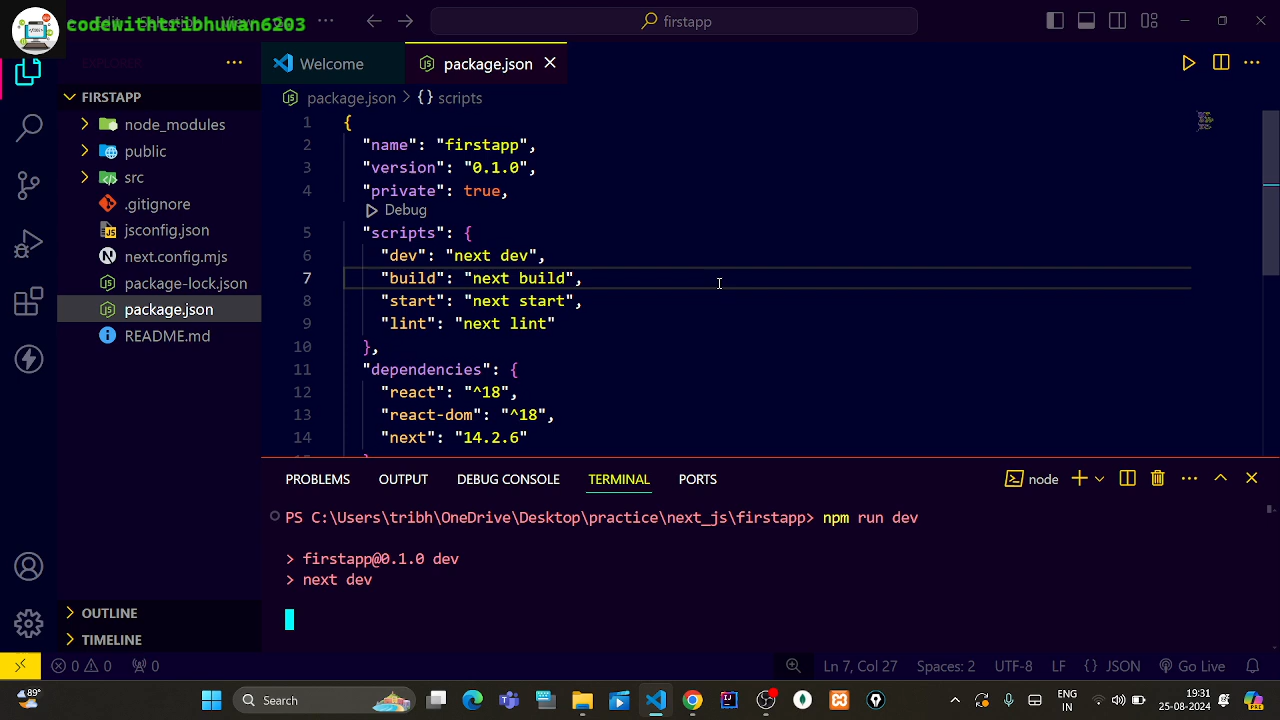 codewithtribhuwan6203
firstapp
EXPLORER
Welcome
package.json
FIRSTAPP
package.json > {} scripts
node_modules
public
src
.gitignore
jsconfig.json
next.config.mjs
package-lock.json
package.json
README.md
1 {
2 "name": "firstapp",
3 "version": "0.1.0",
4 "private": true,
Debug
5 "scripts": {
6 "dev": "next dev",
7 "build": "next build",
8 "start": "next start",
9 "lint": "next lint"
10 },
11 "dependencies": {
12 "react": "^18",
13 "react-dom": "^18",
14 "next": "14.2.6"
PROBLEMS OUTPUT DEBUG CONSOLE TERMINAL PORTS
node
PS C:\Users\tribh\OneDrive\Desktop\practice\next_js\firstapp> npm run dev
> firstapp@0.1.0 dev
> next dev
OUTLINE
TIMELINE
0 0 0
Ln 7, Col 27 Spaces: 2 UTF-8 LF {} JSON Go Live
89°
Search
ENG
IN
19:31
25-08-2024